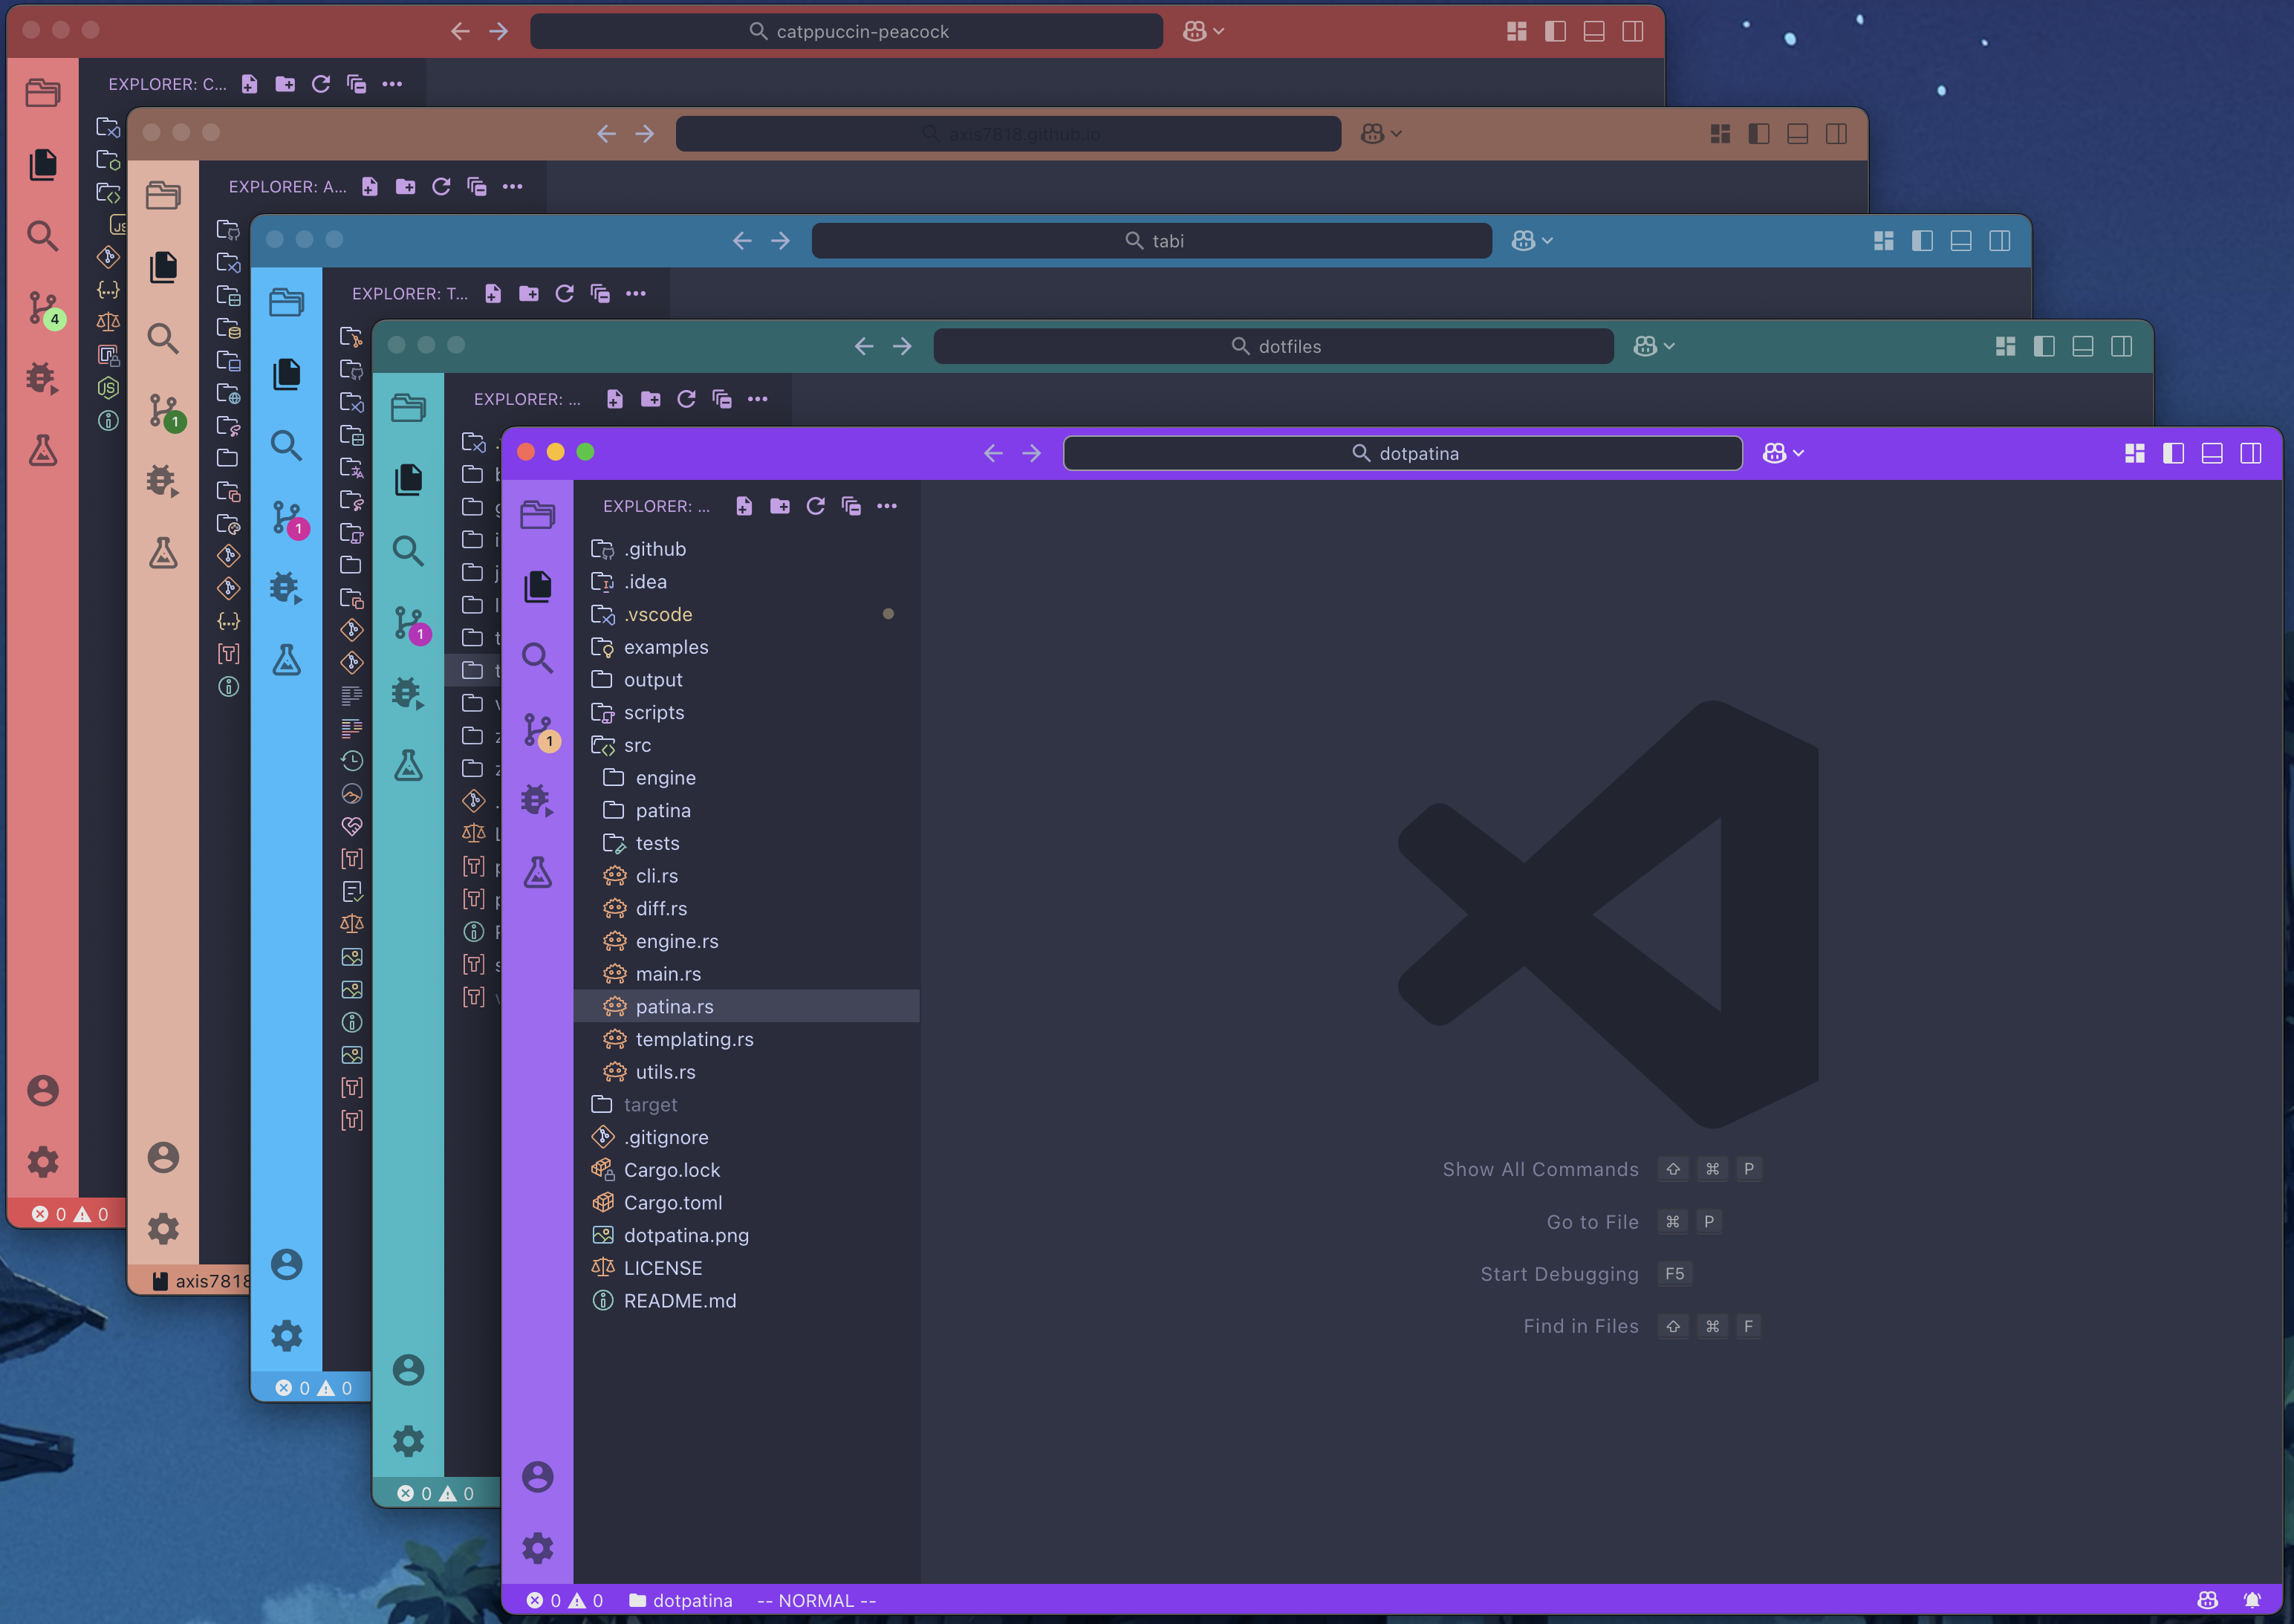 catppuccin-peacock
EXPLORER: C...
4
0 0
axis7818.github.io
EXPLORER: A...
1
axis7818
tabi
EXPLORER: T...
1
0 0
dotfiles
EXPLORER: ...
1
0 0
dotpatina
EXPLORER: ...
.github
.idea
.vscode
examples
output
scripts
src
engine
patina
tests
cli.rs
diff.rs
engine.rs
main.rs
patina.rs
templating.rs
utils.rs
target
.gitignore
Cargo.lock
Cargo.toml
dotpatina.png
LICENSE
README.md
1
Show All Commands ⇧ ⌘ P
Go to File ⌘ P
Start Debugging F5
Find in Files ⇧ ⌘ F
0 0 dotpatina -- NORMAL --